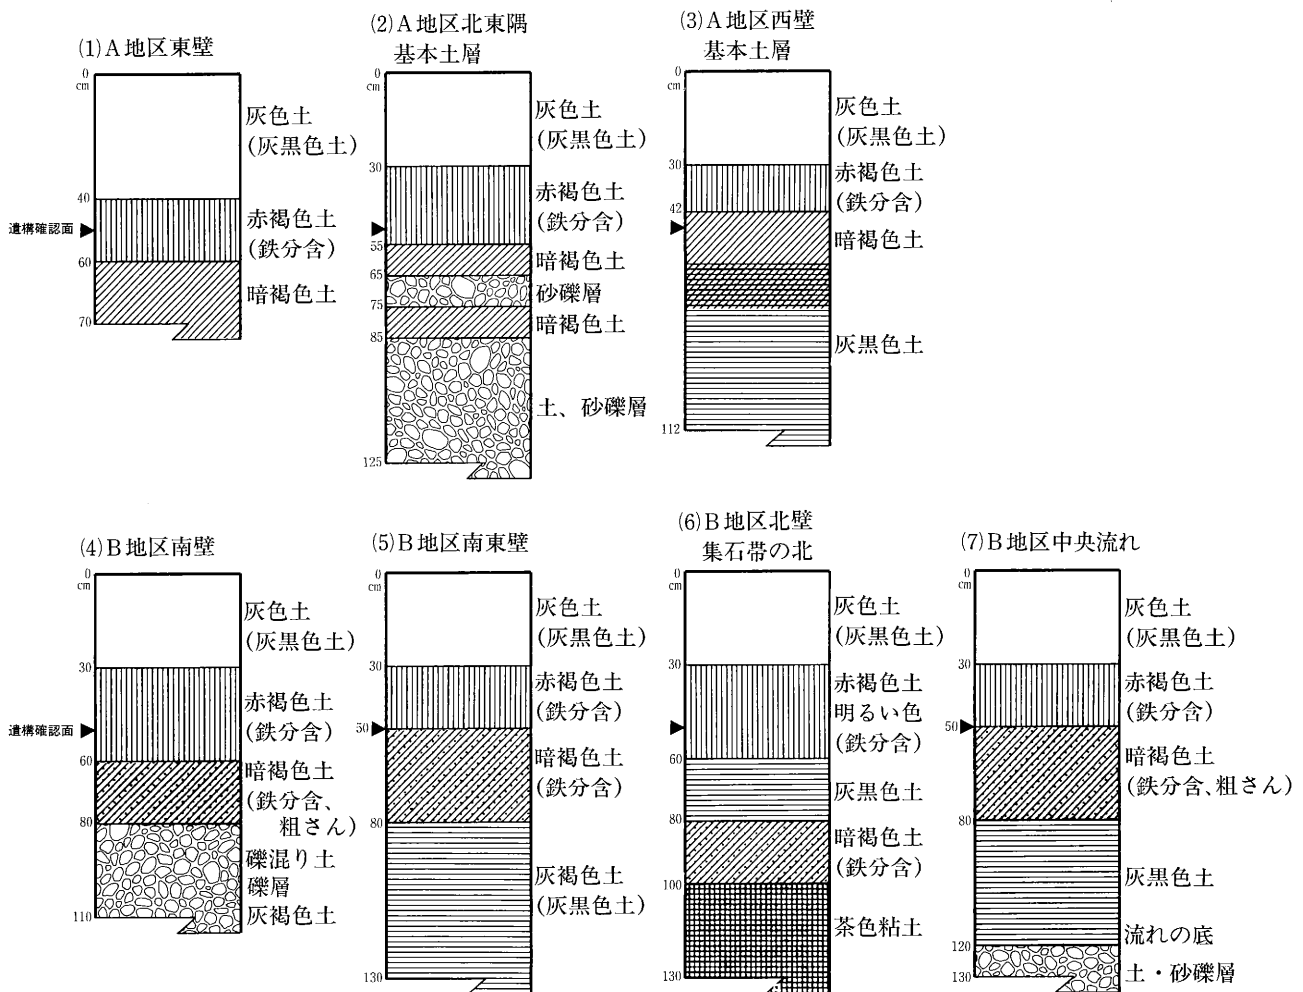 (1)A地区東壁
0
cm
灰色土
(灰黒色土)
40
遺構確認面
赤褐色土
(鉄分含)
60
暗褐色土
70
(2)A地区北東隅
基本土層
0
cm
灰色土
(灰黒色土)
30
赤褐色土
(鉄分含)
55
暗褐色土
65
砂礫層
75
暗褐色土
85
土、砂礫層
125
(3)A地区西壁
基本土層
0
cm
灰色土
(灰黒色土)
30
赤褐色土
(鉄分含)
42
暗褐色土
灰黒色土
112
(4)B地区南壁
0
cm
灰色土
(灰黒色土)
30
赤褐色土
(鉄分含)
遺構確認面
60
暗褐色土
(鉄分含、
粗さん)
80
礫混り土
礫層
灰褐色土
110
(5)B地区南東壁
0
cm
灰色土
(灰黒色土)
30
赤褐色土
(鉄分含)
50
暗褐色土
(鉄分含)
80
灰褐色土
(灰黒色土)
130
(6)B地区北壁
集石帯の北
0
cm
灰色土
(灰黒色土)
30
赤褐色土
明るい色
(鉄分含)
60
灰黒色土
80
暗褐色土
(鉄分含)
100
茶色粘土
130
(7)B地区中央流れ
0
cm
灰色土
(灰黒色土)
30
赤褐色土
(鉄分含)
50
暗褐色土
(鉄分含、粗さん)
80
灰黒色土
流れの底
120
土・砂礫層
130